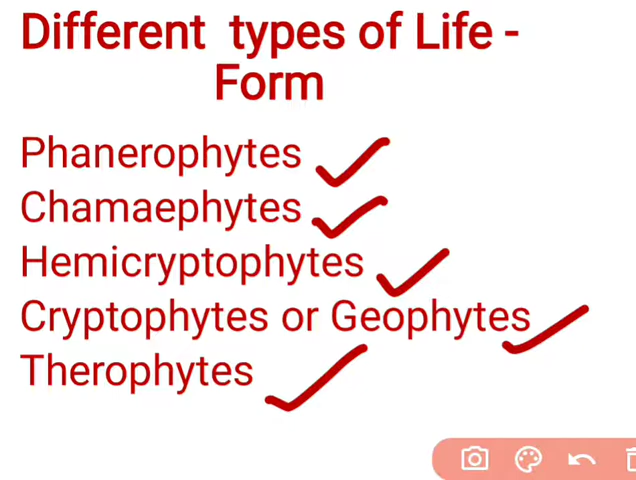 Different types of Life -
Form
Phanerophytes
Chamaephytes
Hemicryptophytes
Cryptophytes or Geophytes
Therophytes